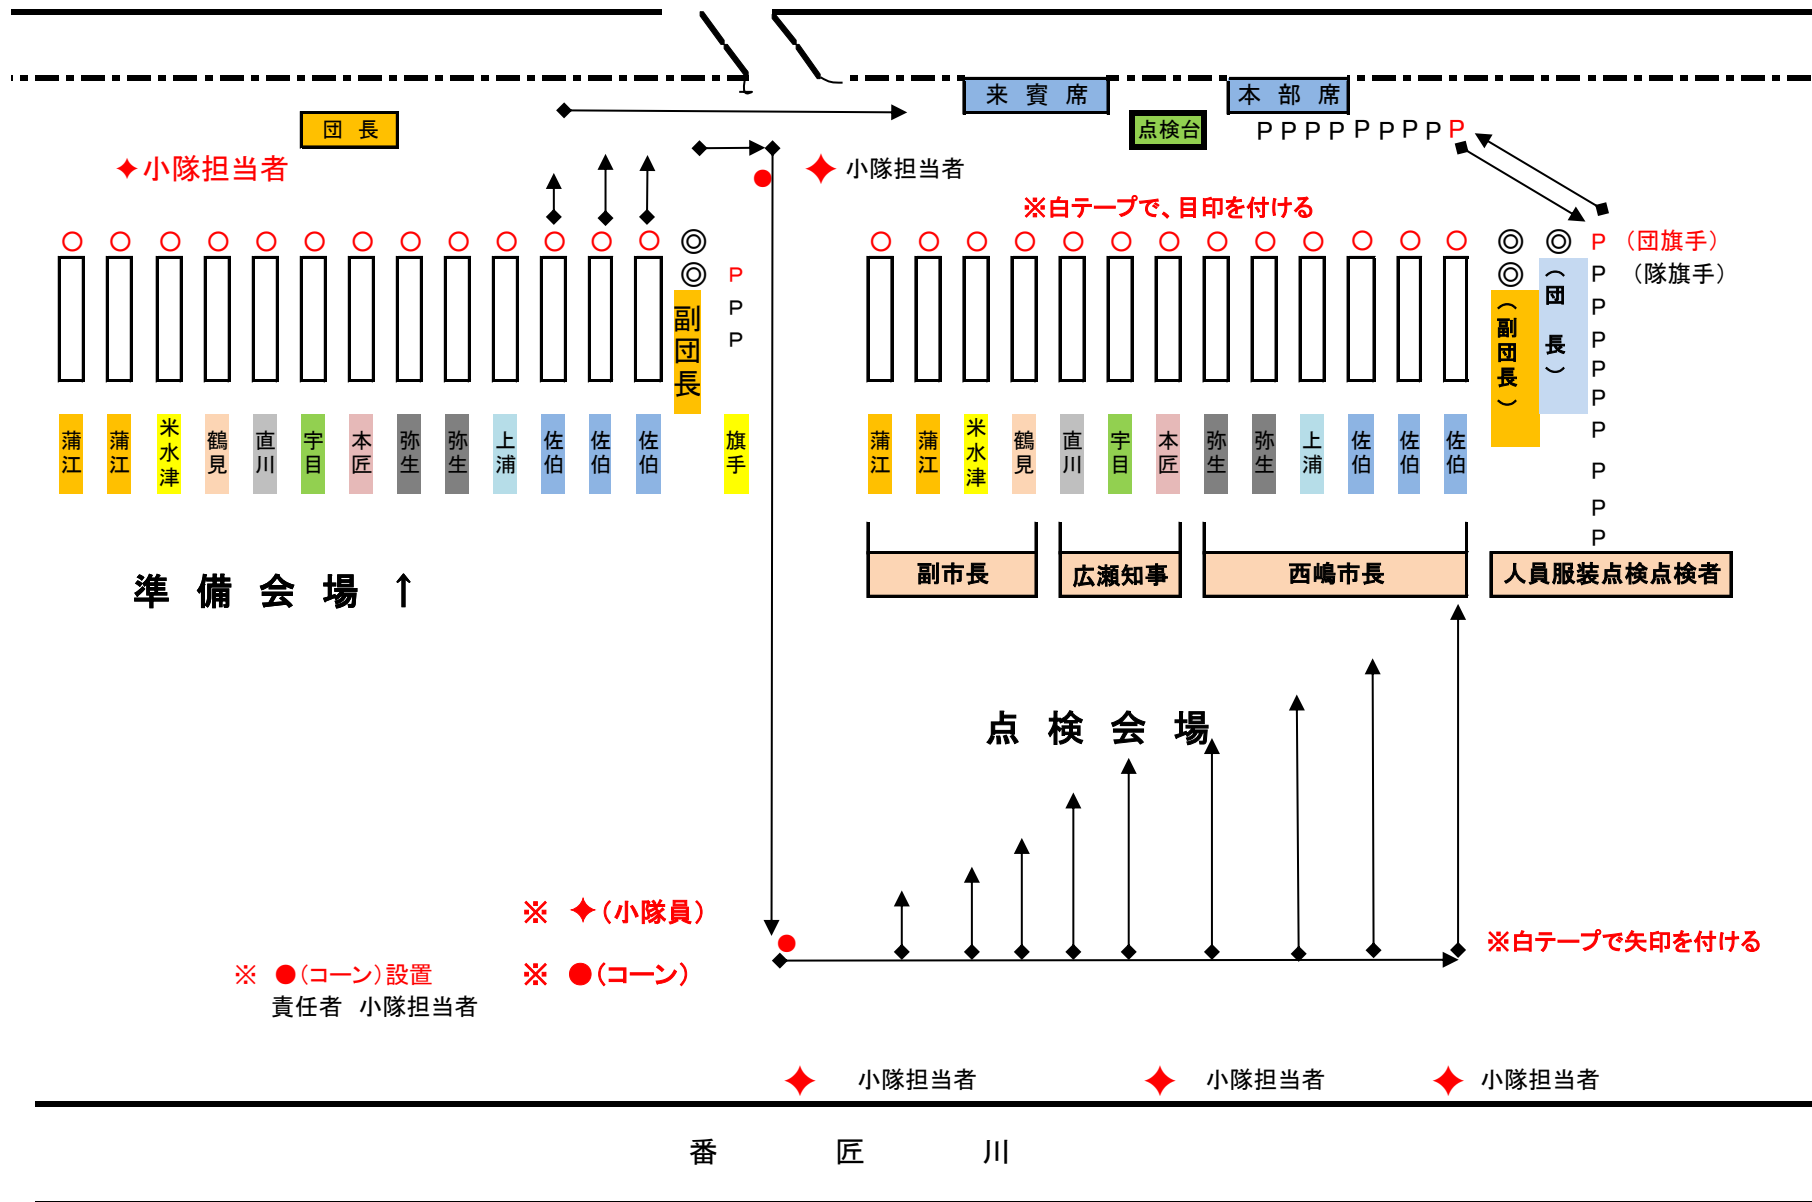 来 賓 席
本 部 席
団 長
点検台
P P P P P P P P P
小隊担当者
小隊担当者
※白テープで、目印を付ける
P (団旗手)
P (隊旗手)
P
P
P
副団長
(副団長)
(団 長)
P
P
P
P
P
P
P
P
蒲江 蒲江 米水津 鶴見 直川 宇目 本匠 弥生 弥生 上浦 佐伯 佐伯 佐伯 旗手
蒲江 蒲江 米水津 鶴見 直川 宇目 本匠 弥生 弥生 上浦 佐伯 佐伯 佐伯
副市長
広瀬知事
西嶋市長
人員服装点検点検者
準 備 会 場 ↑
点 検 会 場
※ (小隊員)
※白テープで矢印を付ける
※ ●(コーン)設置
※ ●(コーン)
責任者 小隊担当者
小隊担当者
小隊担当者
小隊担当者
番 匠 川